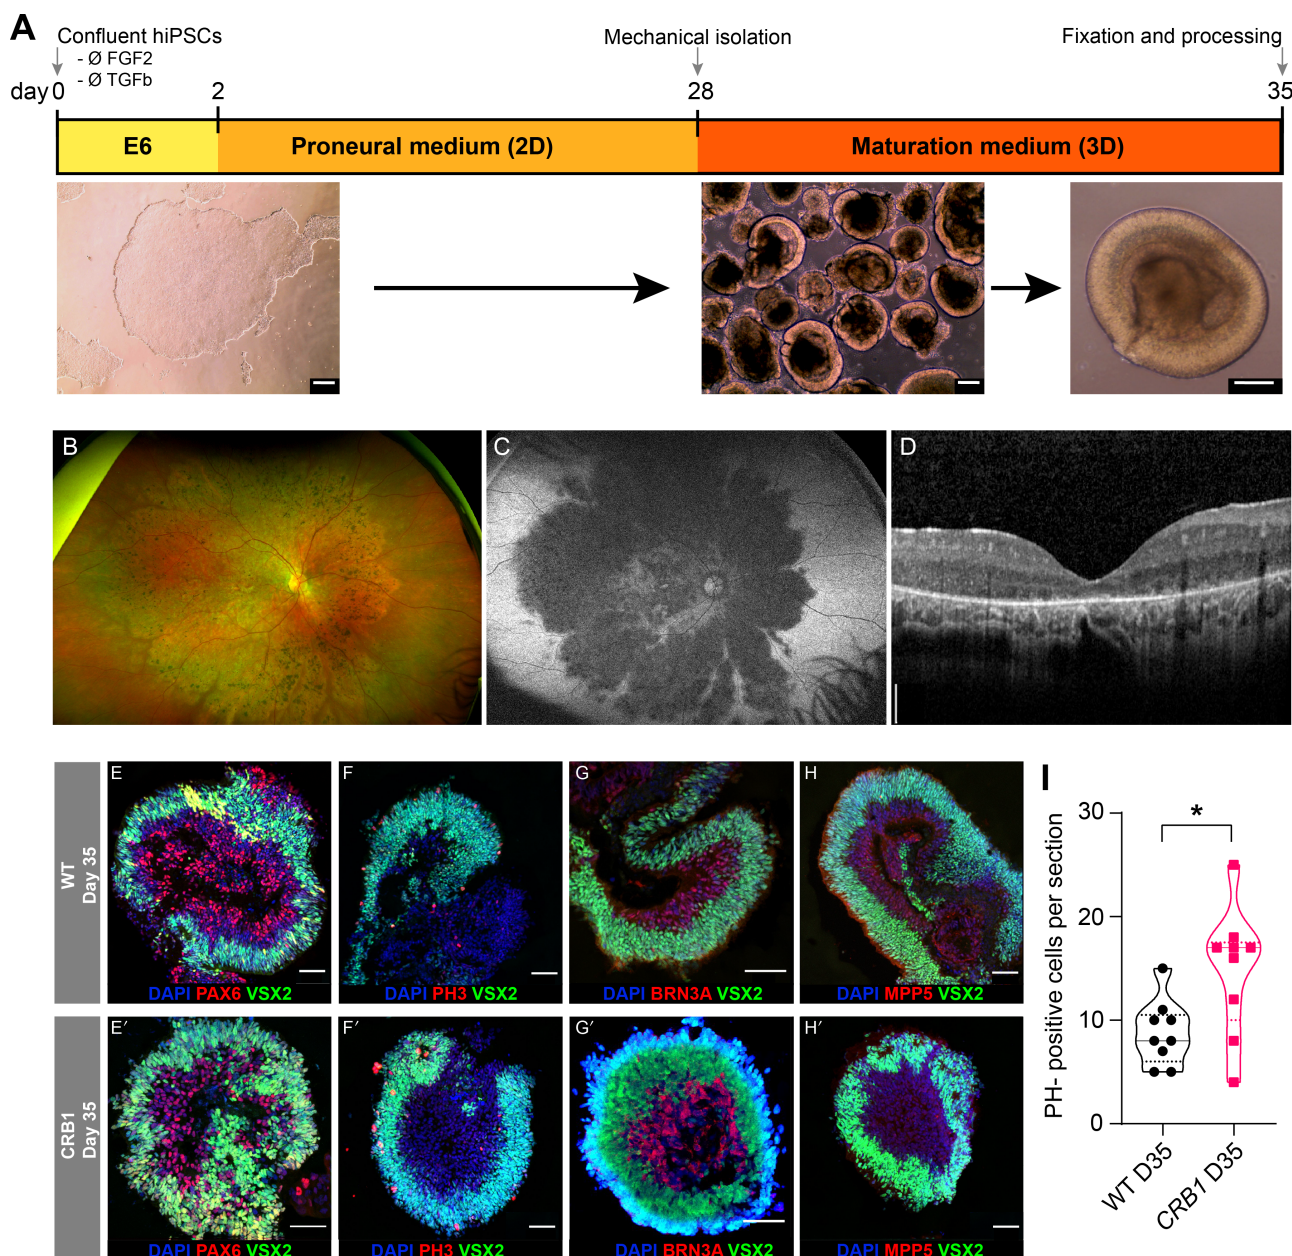 A
Confluent hiPSCs
- Ø FGF2
- Ø TGFb
Mechanical isolation
Fixation and processing
day 0
2
28
35
E6
Proneural medium (2D)
Maturation medium (3D)
B
C
D
WT
Day 35
E
DAPI PAX6 VSX2
F
DAPI PH3 VSX2
G
DAPI BRN3A VSX2
H
DAPI MPP5 VSX2
CRB1
Day 35
E′
DAPI PAX6 VSX2
F′
DAPI PH3 VSX2
G′
DAPI BRN3A VSX2
H′
DAPI MPP5 VSX2
I
PH- positive cells per section
30
20
10
0
*
WT D35
CRB1 D35